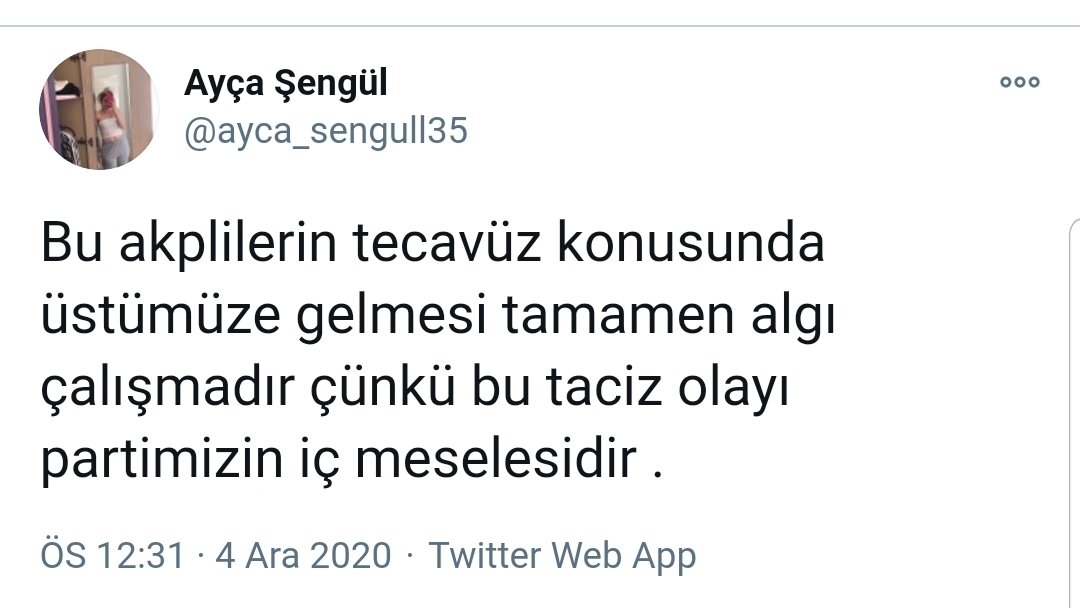 Ayça Şengül
@ayca_sengull35
Bu akplilerin tecavüz konusunda
üstümüze gelmesi tamamen algı
çalışmadır çünkü bu taciz olayı
partimizin iç meselesidir .
ÖS 12:31 · 4 Ara 2020 · Twitter Web App